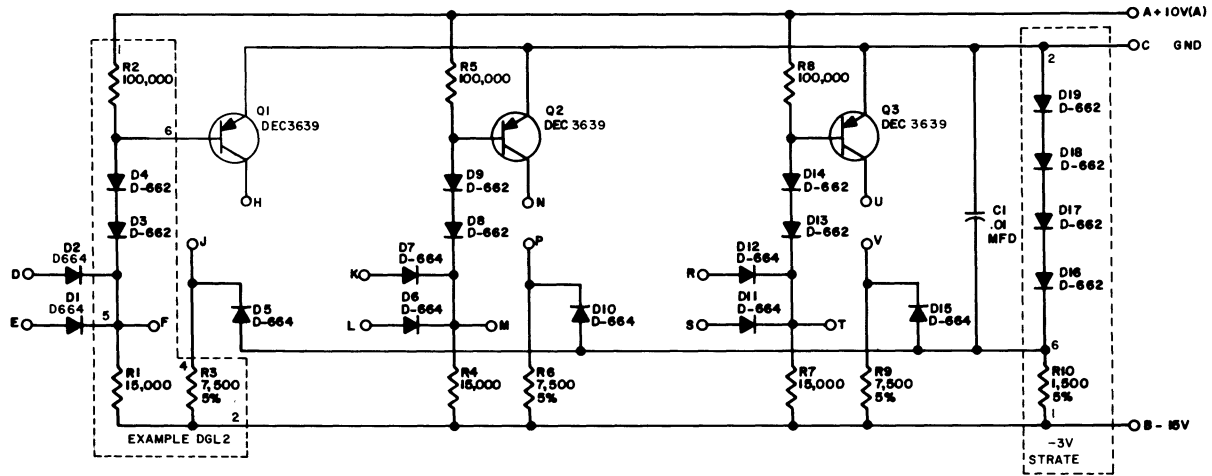 A+10V(A)
C GND
R2
100,000
R5
100,000
R8
100,000
2
Q1
DEC3639
Q2
DEC 3639
Q3
DEC 3639
D19
D-662
6
D4
D-662
D9
D-662
D14
D-662
D18
D-662
H
N
U
C1
.01
MFD
D17
D-662
D3
D-662
D8
D-662
D13
D-662
J
P
V
D2
D664
D7
D-664
D12
D-664
D16
D-662
D
K
R
D1
D664
D6
D-664
D11
D-664
E
5
F
D5
D-664
L
M
D10
D-664
S
T
D15
D-664
6
4
R1
15,000
R3
7,500
5%
R4
15,000
R6
7,500
5%
R7
15,000
R9
7,500
5%
R10
1,500
5%
2
1
B-15V
EXAMPLE DGL2
-3V
STRATE